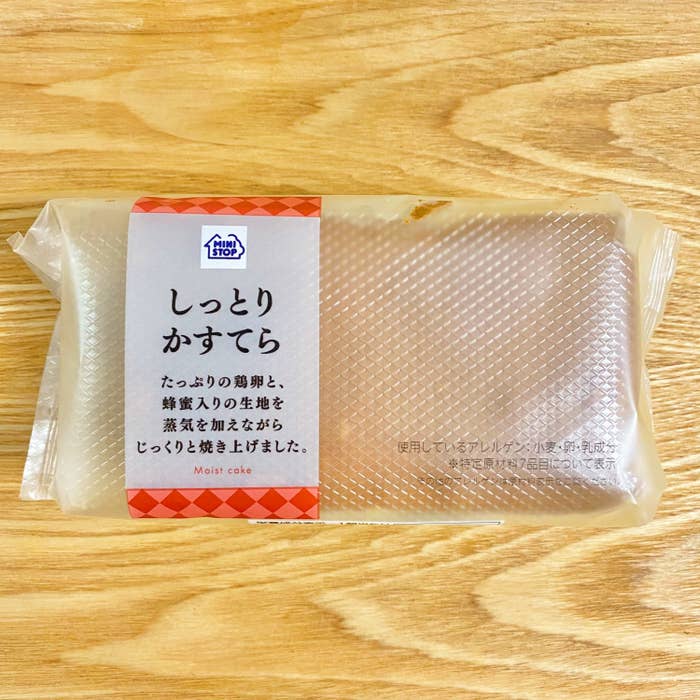 MINI
STOP
しっとり
かすてら
たっぷりの鶏卵と、
蜂蜜入りの生地を
蒸気を加えながら
じっくりと焼き上げました。
Moist cake
使用しているアレルゲン:小麦・卵・乳成分
※特定原材料7品目について表示